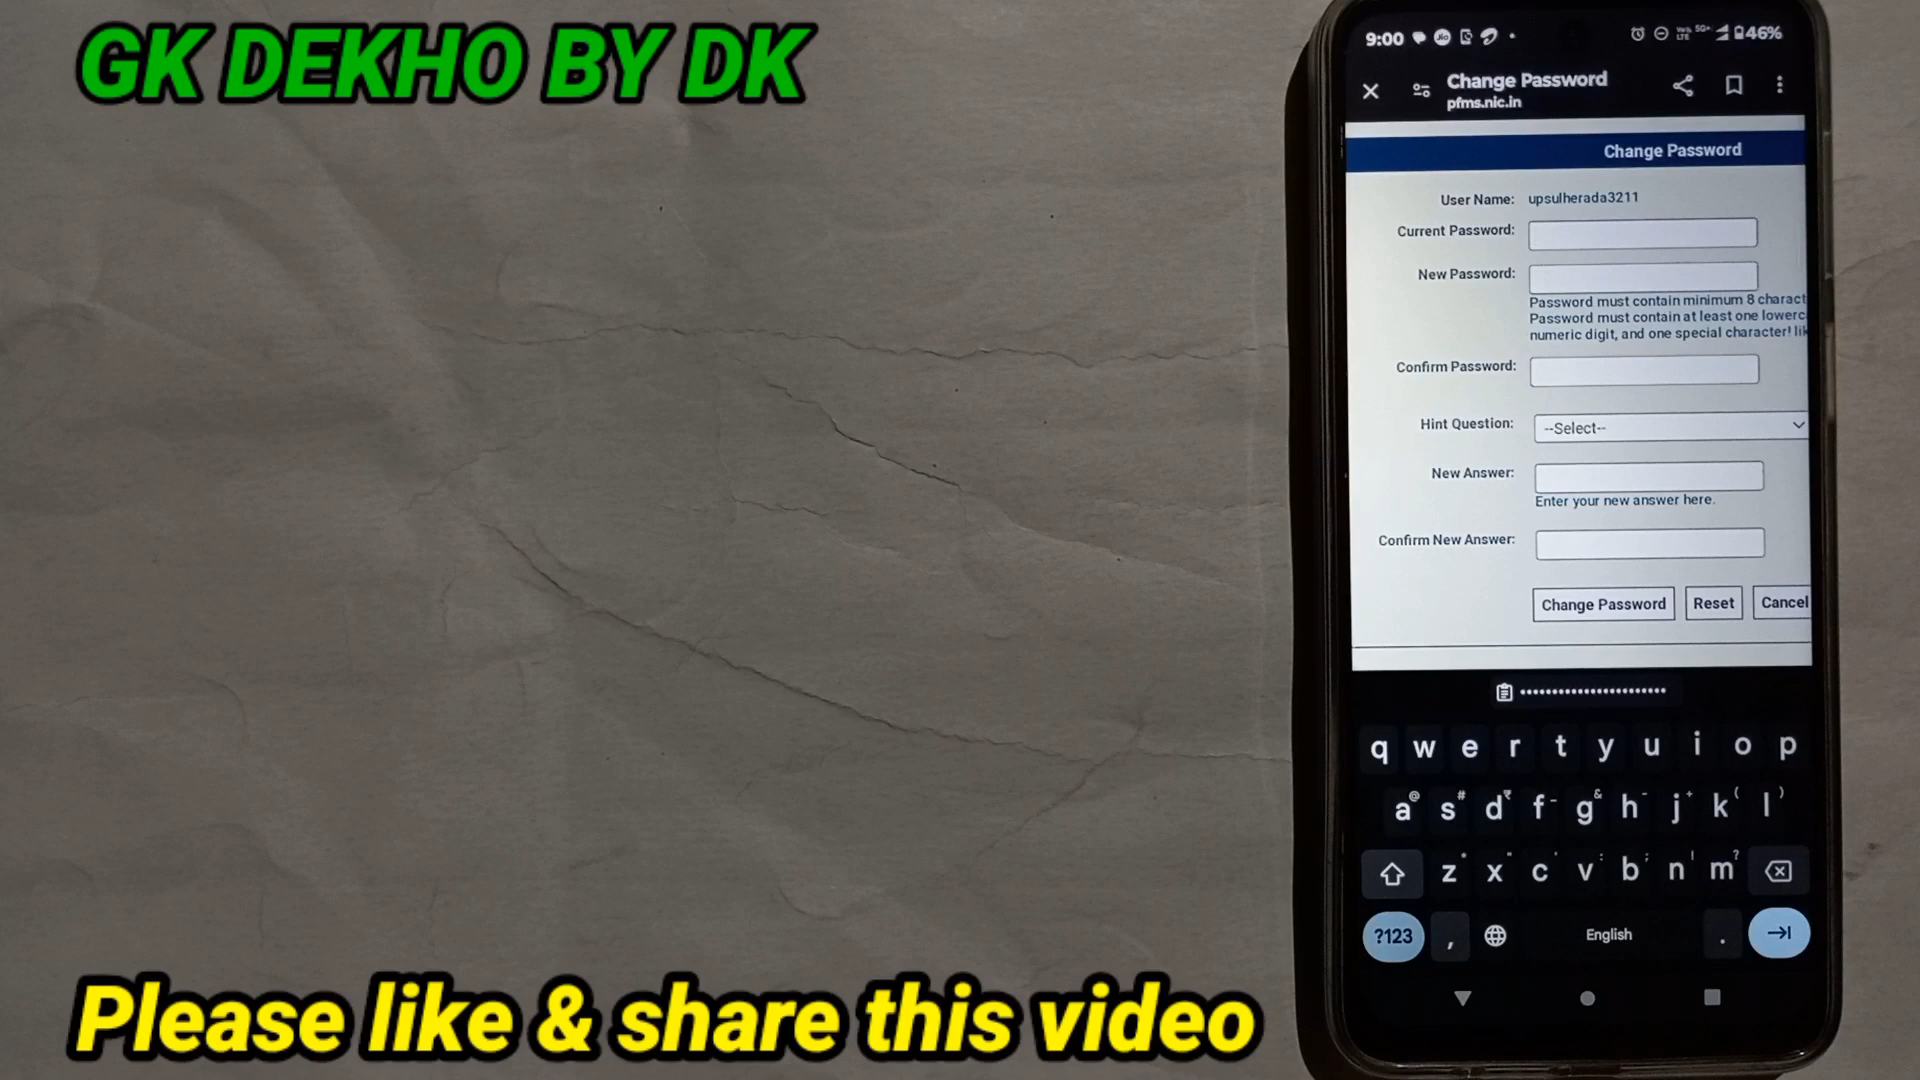 GK DEKHO BY DK
9:00
46%
Change Password
pfms.nic.in
Change Password
User Name: upsulherada3211
Current Password:
New Password:
Password must contain minimum 8 charact
Password must contain at least one lowerc
numeric digit, and one special character! lik
Confirm Password:
Hint Question: --Select--
New Answer:
Enter your new answer here.
Confirm New Answer:
Change Password Reset Cancel
q w e r t y u i o p
a s d f g h j k l
z x c v b n m
?123 , English .
Please like & share this video